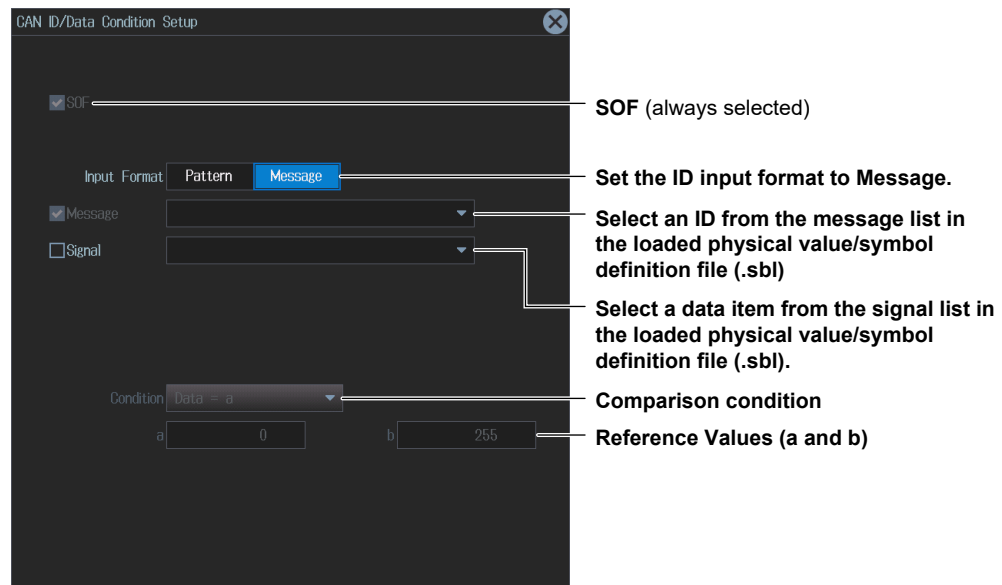 CAN ID/Data Condition Setup
SOF
SOF (always selected)
Input Format Pattern Message
Set the ID input format to Message.
Message
Select an ID from the message list in
the loaded physical value/symbol
definition file (.sbl)
Signal
Select a data item from the signal list in
the loaded physical value/symbol
definition file (.sbl).
Condition Data = a
Comparison condition
a 0 b 255
Reference Values (a and b)